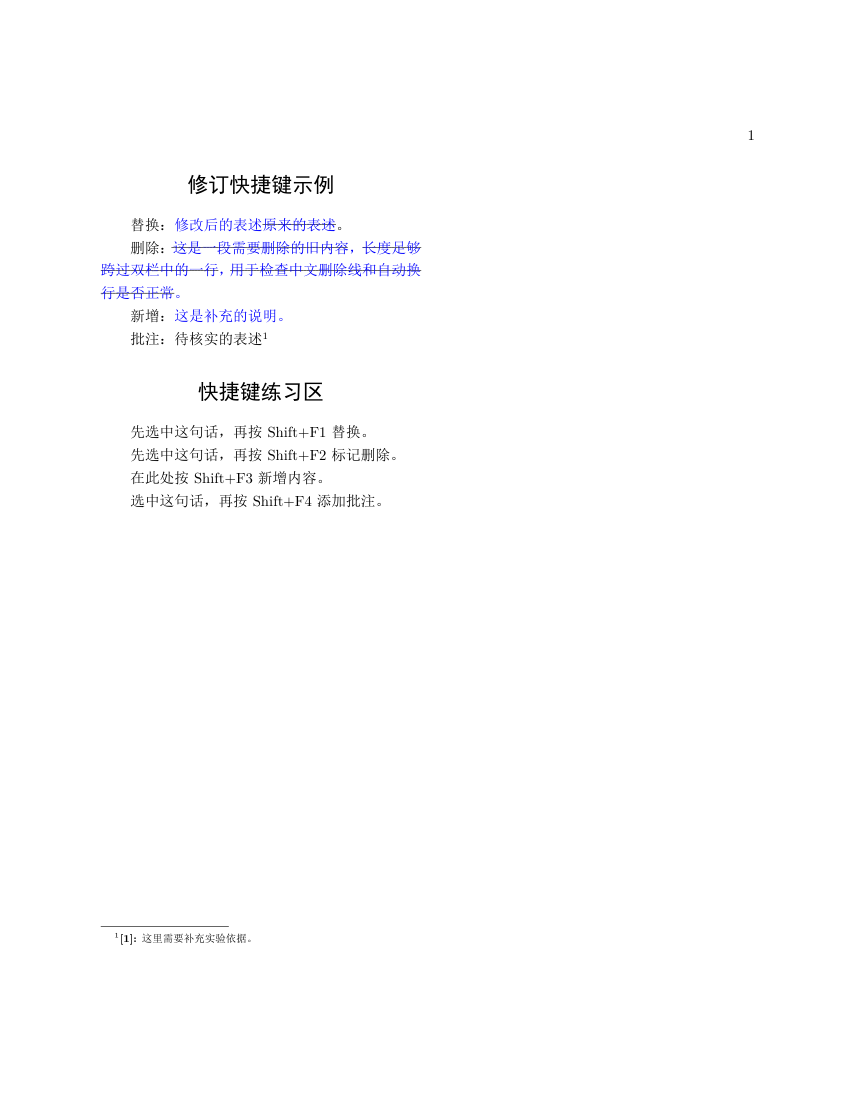 1
修订快捷键示例
替换：修改后的表述原来的表述。
删除：这是一段需要删除的旧内容，长度足够
跨过双栏中的一行，用于检查中文删除线和自动换
行是否正常。
新增：这是补充的说明。
批注：待核实的表述1
快捷键练习区
先选中这句话，再按 Shift+F1 替换。
先选中这句话，再按 Shift+F2 标记删除。
在此处按 Shift+F3 新增内容。
选中这句话，再按 Shift+F4 添加批注。
1 [1]: 这里需要补充实验依据。